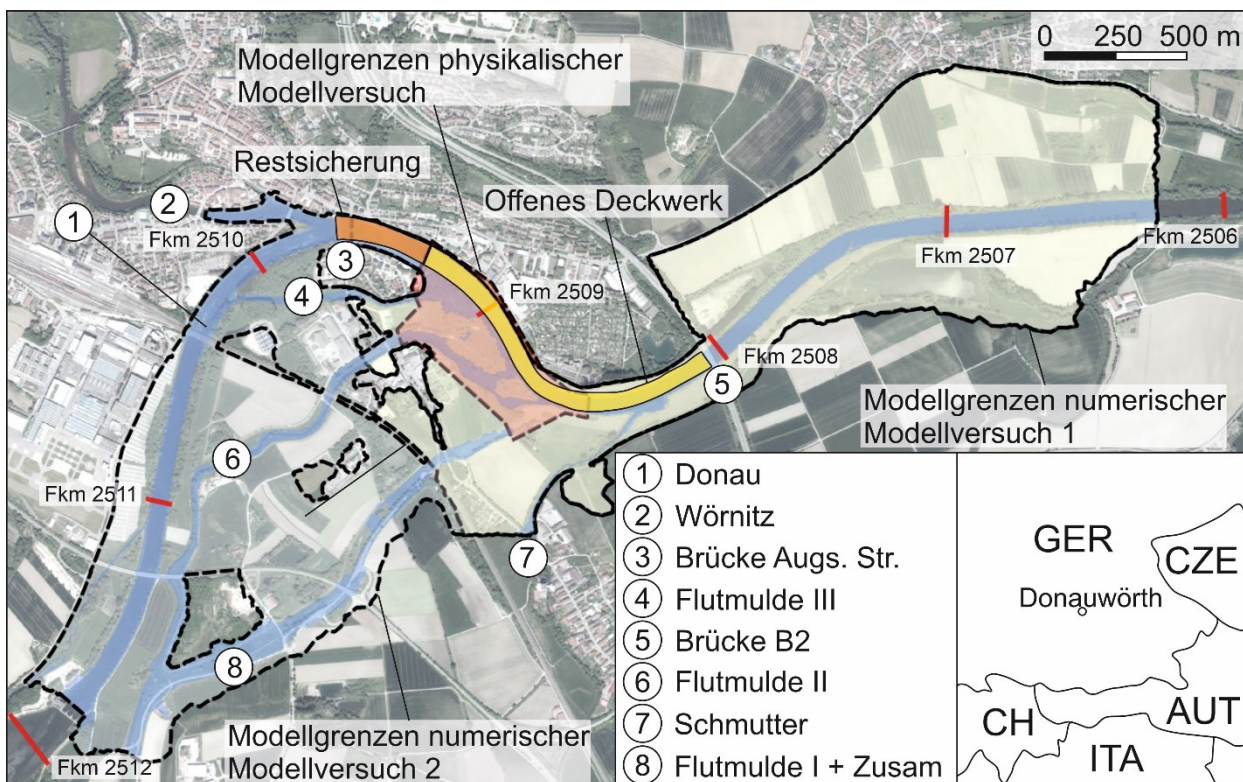 Modellgrenzen physikalischer
Modellversuch
0 250 500 m
Restsicherung
Offenes Deckwerk
1
2
Fkm 2510
3
4
Fkm 2509
Fkm 2507
Fkm 2506
Fkm 2508
5
Modellgrenzen numerischer
Modellversuch 1
6
Fkm 2511
7
8
Modellgrenzen numerischer
Modellversuch 2
Fkm 2512
1 Donau
2 Wörnitz
3 Brücke Augs. Str.
4 Flutmulde III
5 Brücke B2
6 Flutmulde II
7 Schmutter
8 Flutmulde I + Zusam
GER
CZE
Donauwörth
CH
AUT
ITA